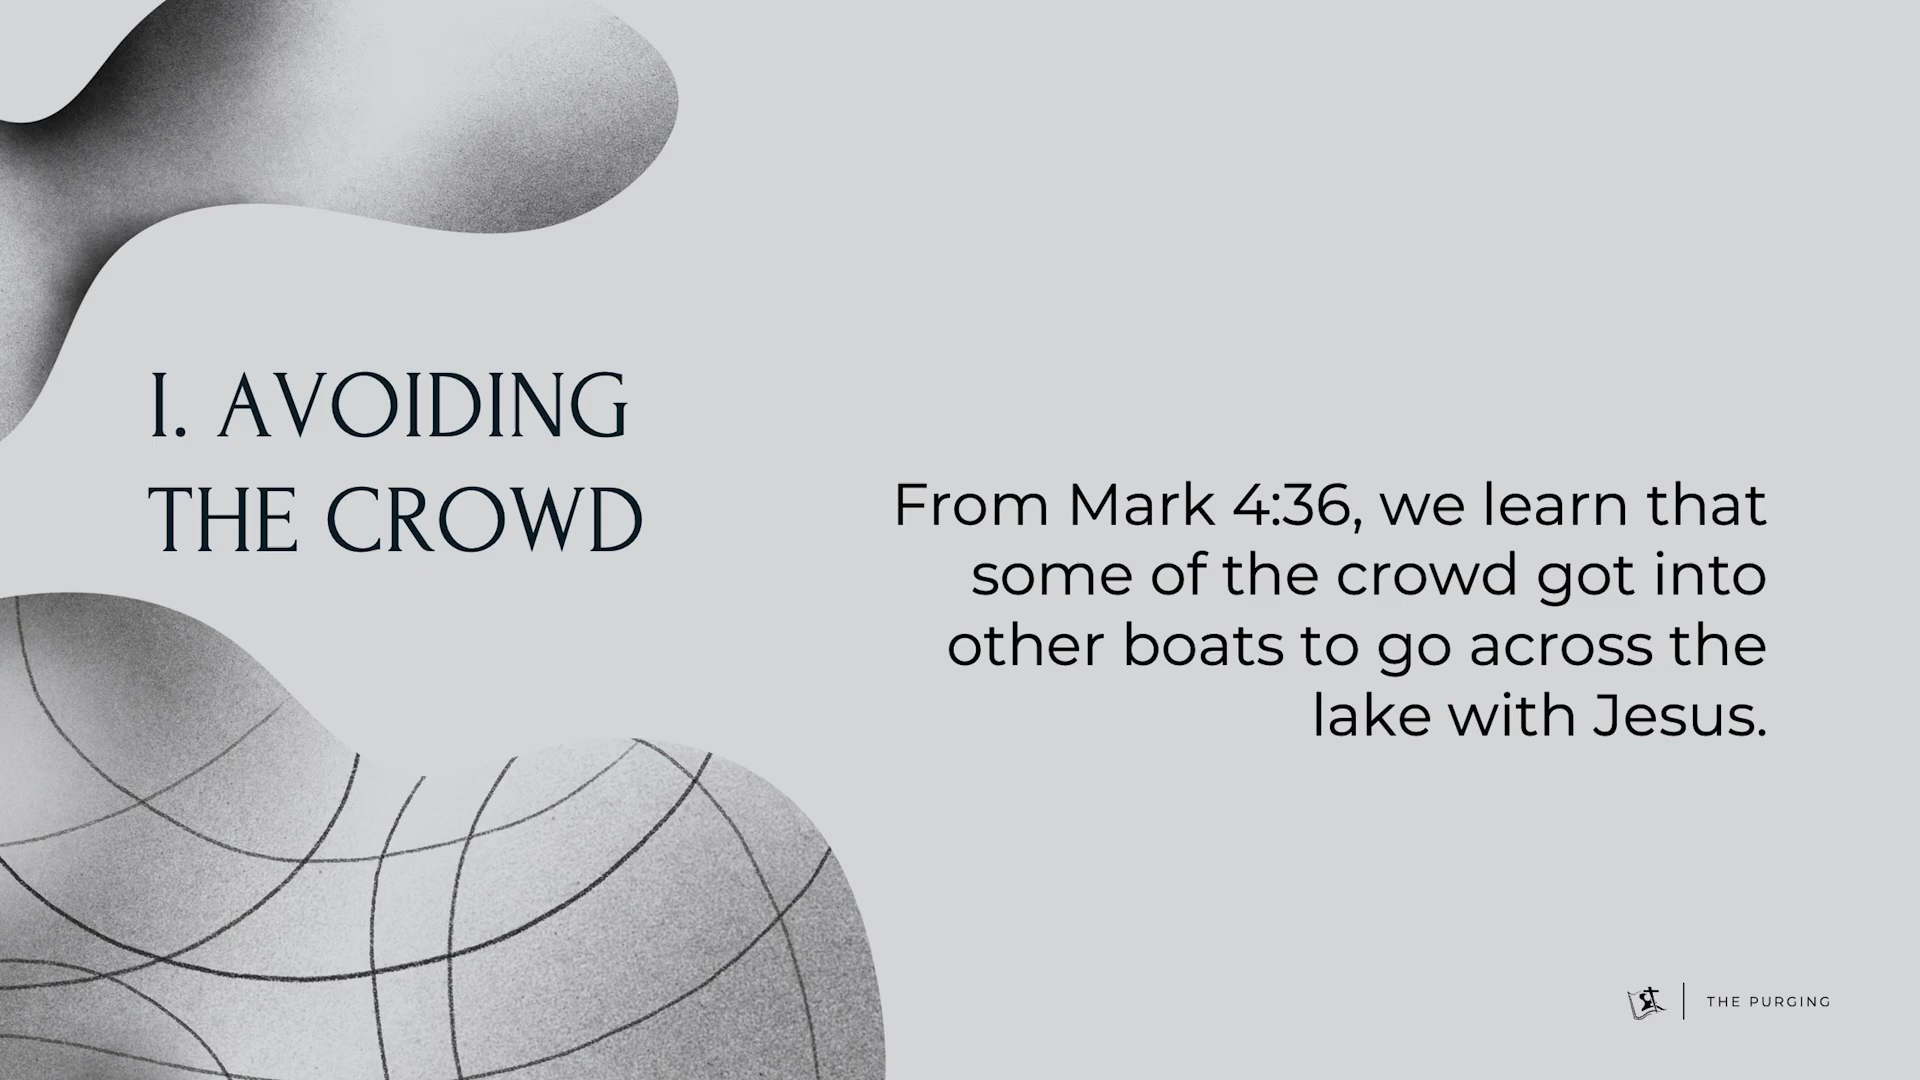 I. AVOIDING
THE CROWD
From Mark 4:36, we learn that
some of the crowd got into
other boats to go across the
lake with Jesus.
THE PURGING